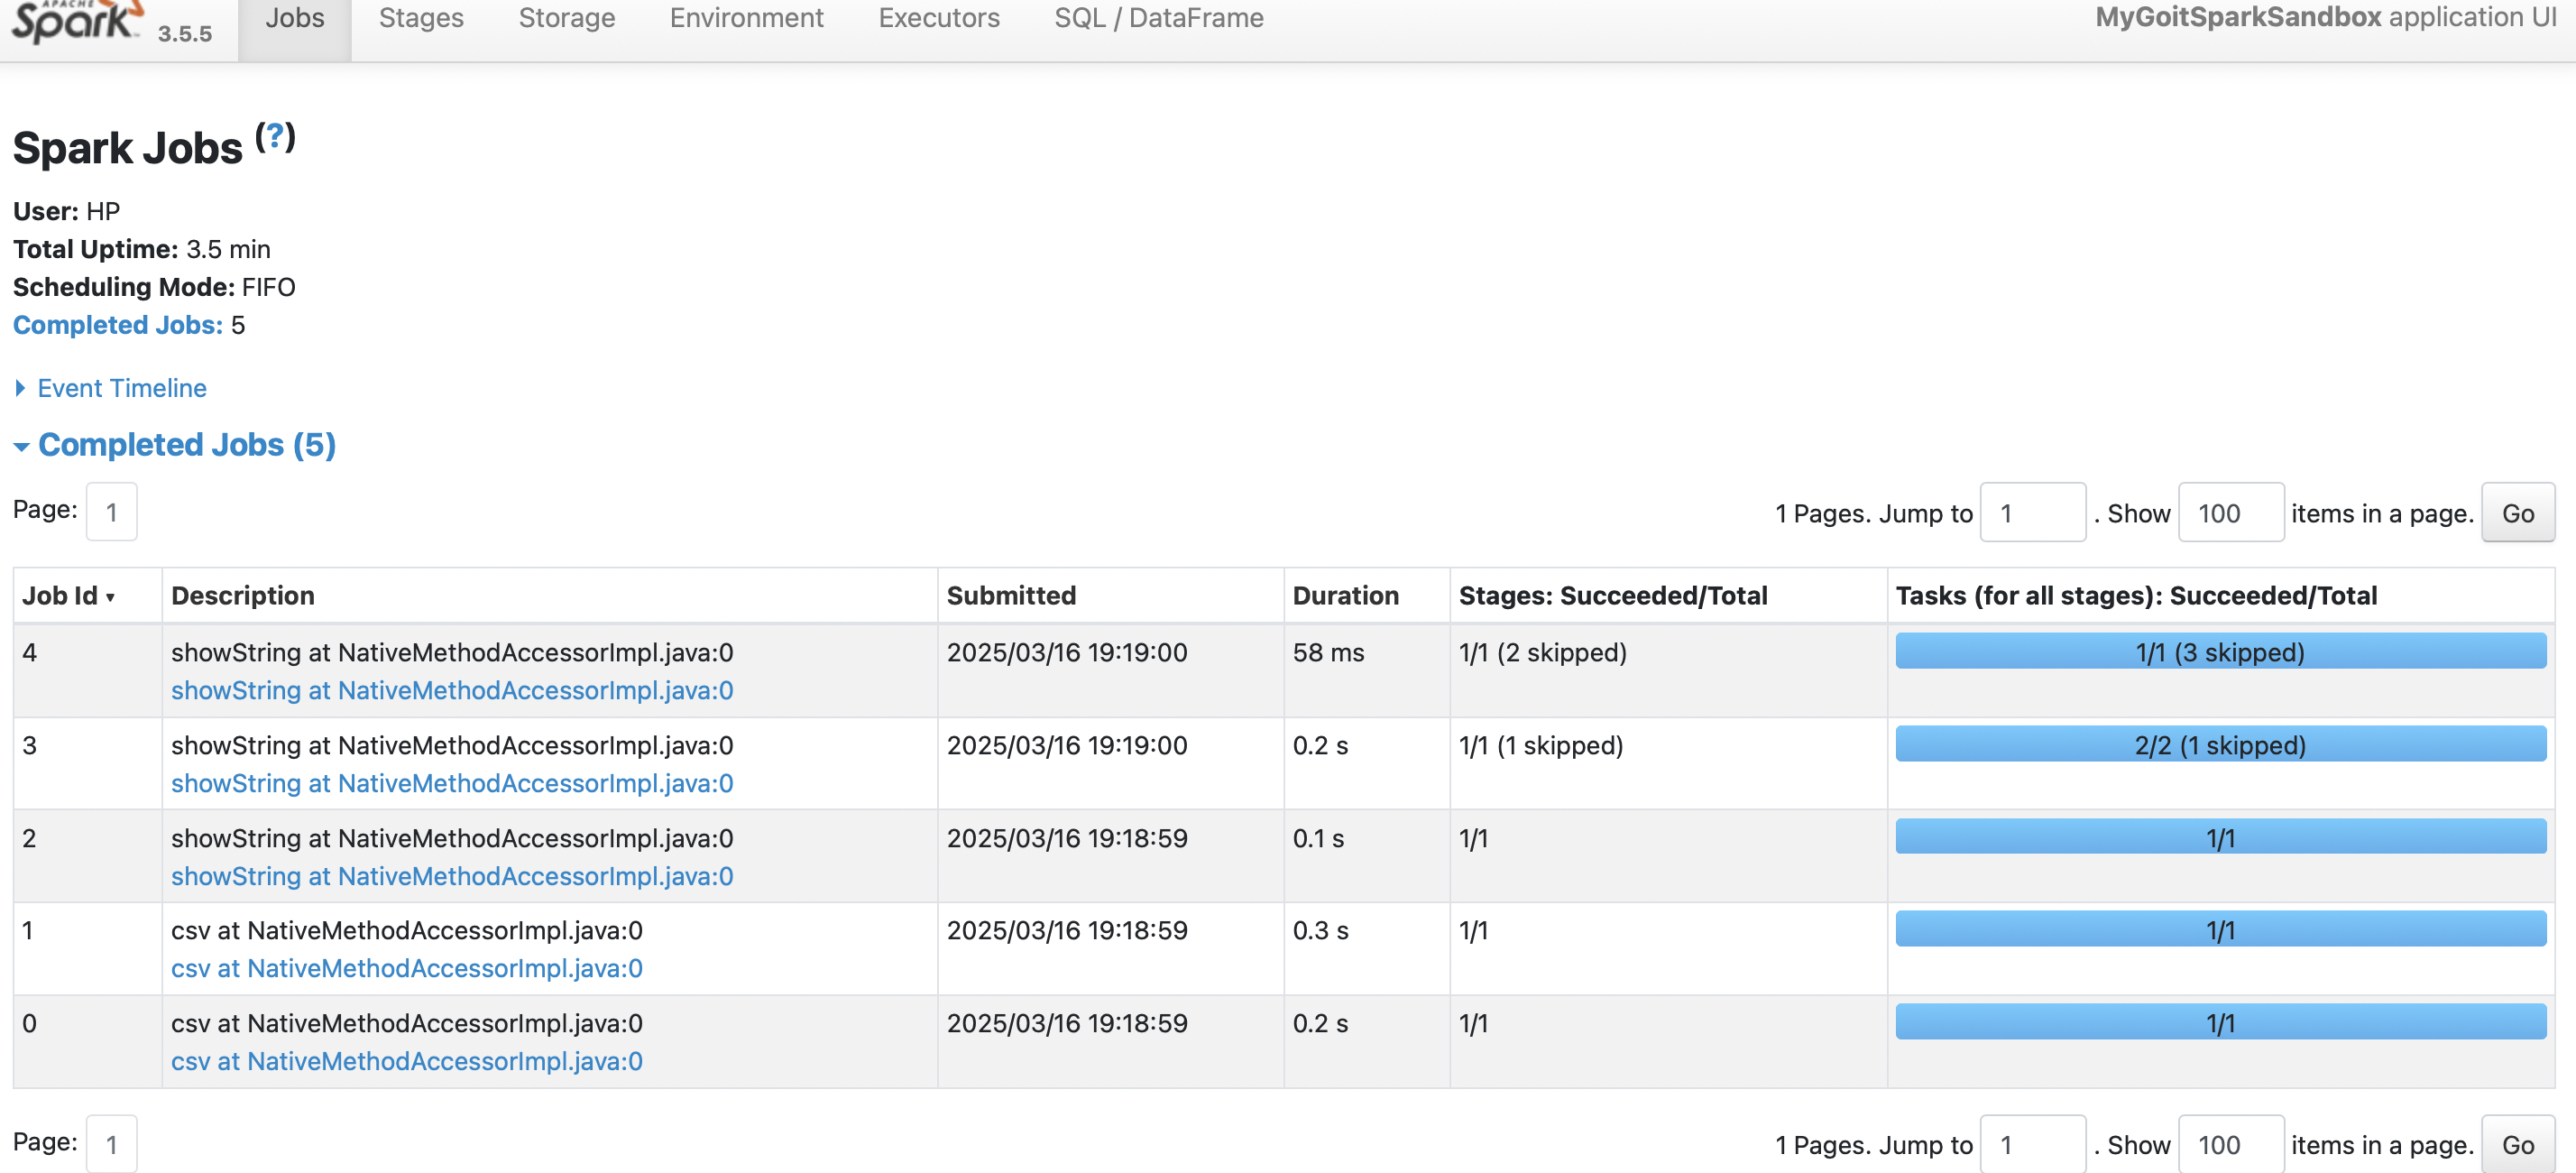 APACHE
Spark 3.5.5 Jobs Stages Storage Environment Executors SQL / DataFrame MyGoitSparkSandbox application UI
Spark Jobs (?)
User: HP
Total Uptime: 3.5 min
Scheduling Mode: FIFO
Completed Jobs: 5
Event Timeline
Completed Jobs (5)
Page: 1 1 Pages. Jump to 1 . Show 100 items in a page. Go
Job Id ▾ Description Submitted Duration Stages: Succeeded/Total Tasks (for all stages): Succeeded/Total
4 showString at NativeMethodAccessorImpl.java:0 2025/03/16 19:19:00 58 ms 1/1 (2 skipped) 1/1 (3 skipped)
showString at NativeMethodAccessorImpl.java:0
3 showString at NativeMethodAccessorImpl.java:0 2025/03/16 19:19:00 0.2 s 1/1 (1 skipped) 2/2 (1 skipped)
showString at NativeMethodAccessorImpl.java:0
2 showString at NativeMethodAccessorImpl.java:0 2025/03/16 19:18:59 0.1 s 1/1 1/1
showString at NativeMethodAccessorImpl.java:0
1 csv at NativeMethodAccessorImpl.java:0 2025/03/16 19:18:59 0.3 s 1/1 1/1
csv at NativeMethodAccessorImpl.java:0
0 csv at NativeMethodAccessorImpl.java:0 2025/03/16 19:18:59 0.2 s 1/1 1/1
csv at NativeMethodAccessorImpl.java:0
Page: 1 1 Pages. Jump to 1 . Show 100 items in a page. Go